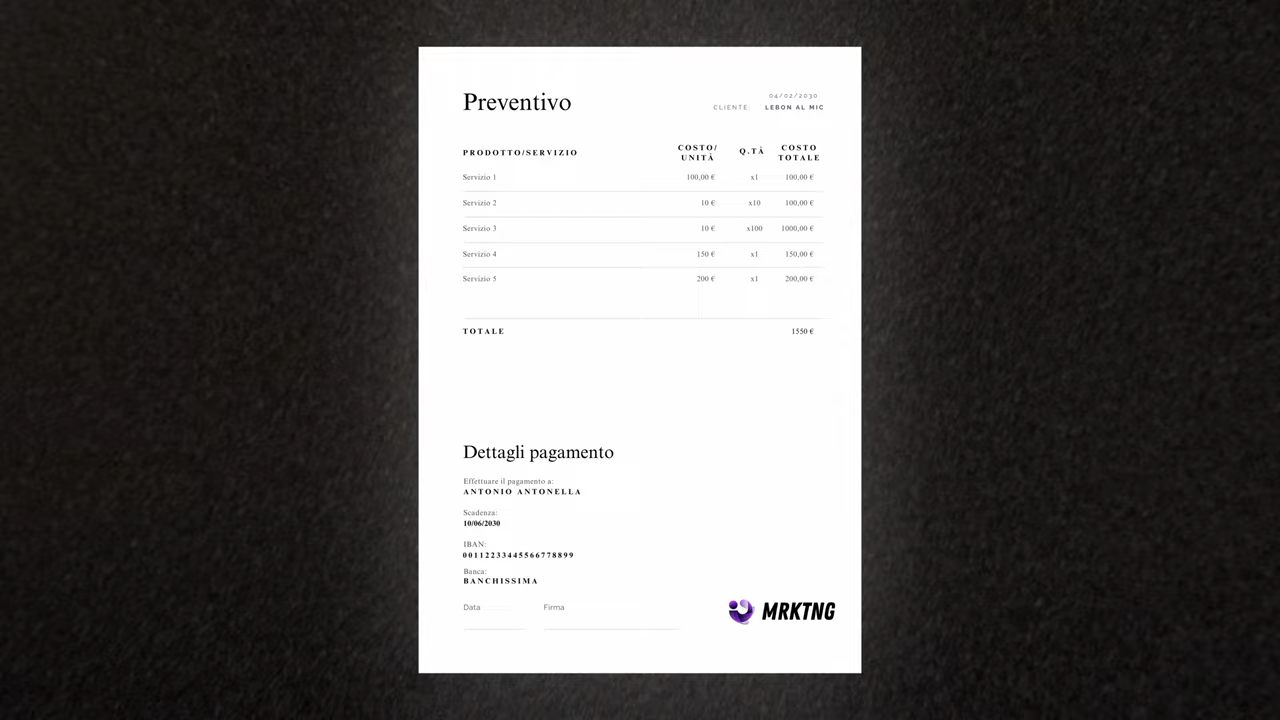 Preventivo
04/02/2030
CLIENTE: LEBON AL MIC
PRODOTTO/SERVIZIO COSTO/ UNITÀ Q.TÀ COSTO TOTALE
Servizio 1 100,00 € x1 100,00 €
Servizio 2 10 € x10 100,00 €
Servizio 3 10 € x100 1000,00 €
Servizio 4 150 € x1 150,00 €
Servizio 5 200 € x1 200,00 €
TOTALE 1550 €
Dettagli pagamento
Effettuare il pagamento a:
ANTONIO ANTONELLA
Scadenza:
10/06/2030
IBAN:
00112233445566778899
Banca:
BANCHISSIMA
Data Firma
MRKTNG